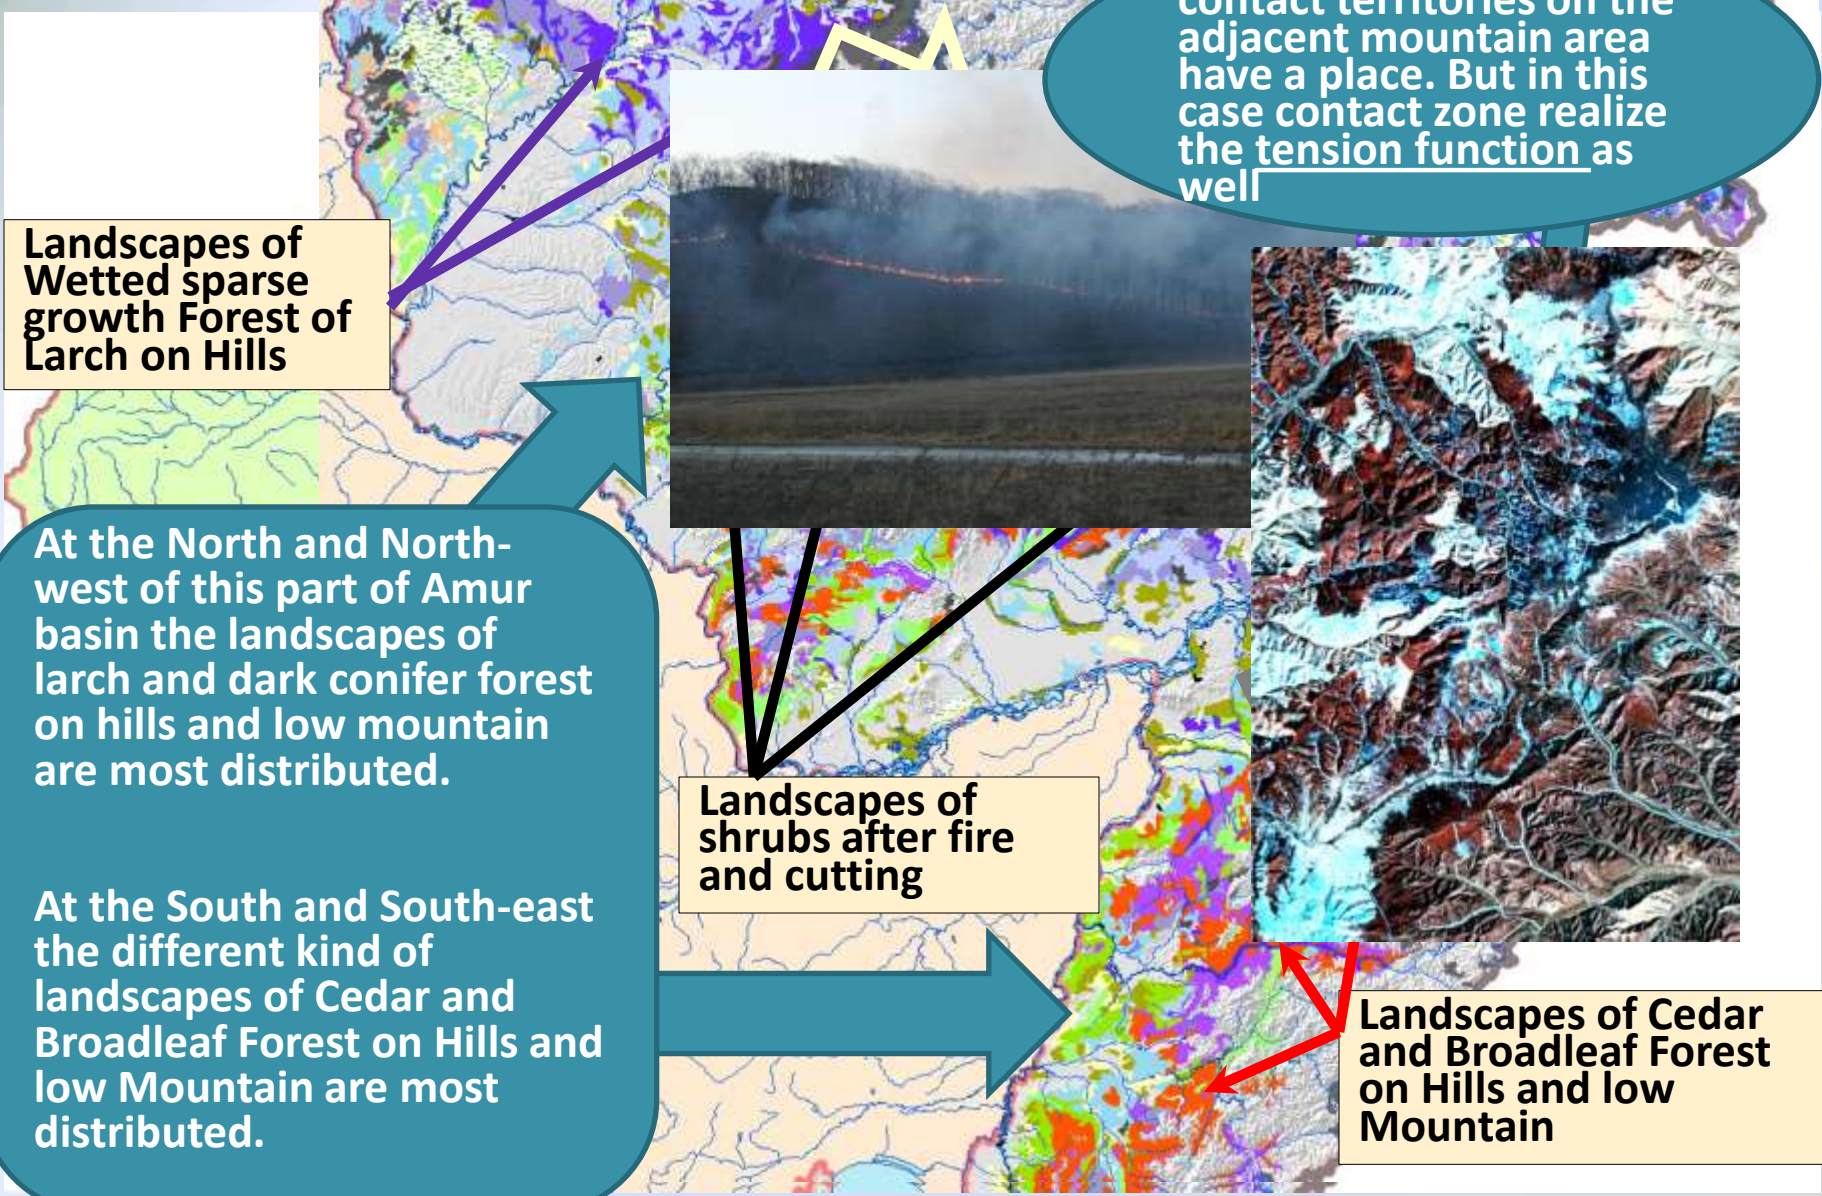 contact territories on the
adjacent mountain area
have a place. But in this
case contact zone realize
the tension function as
well
Landscapes of
Wetted sparse
growth Forest of
Larch on Hills
At the North and North-
west of this part of Amur
basin the landscapes of
larch and dark conifer forest
on hills and low mountain
are most distributed.
At the South and South-east
the different kind of
landscapes of Cedar and
Broadleaf Forest on Hills and
low Mountain are most
distributed.
Landscapes of
shrubs after fire
and cutting
Landscapes of Cedar
and Broadleaf Forest
on Hills and low
Mountain